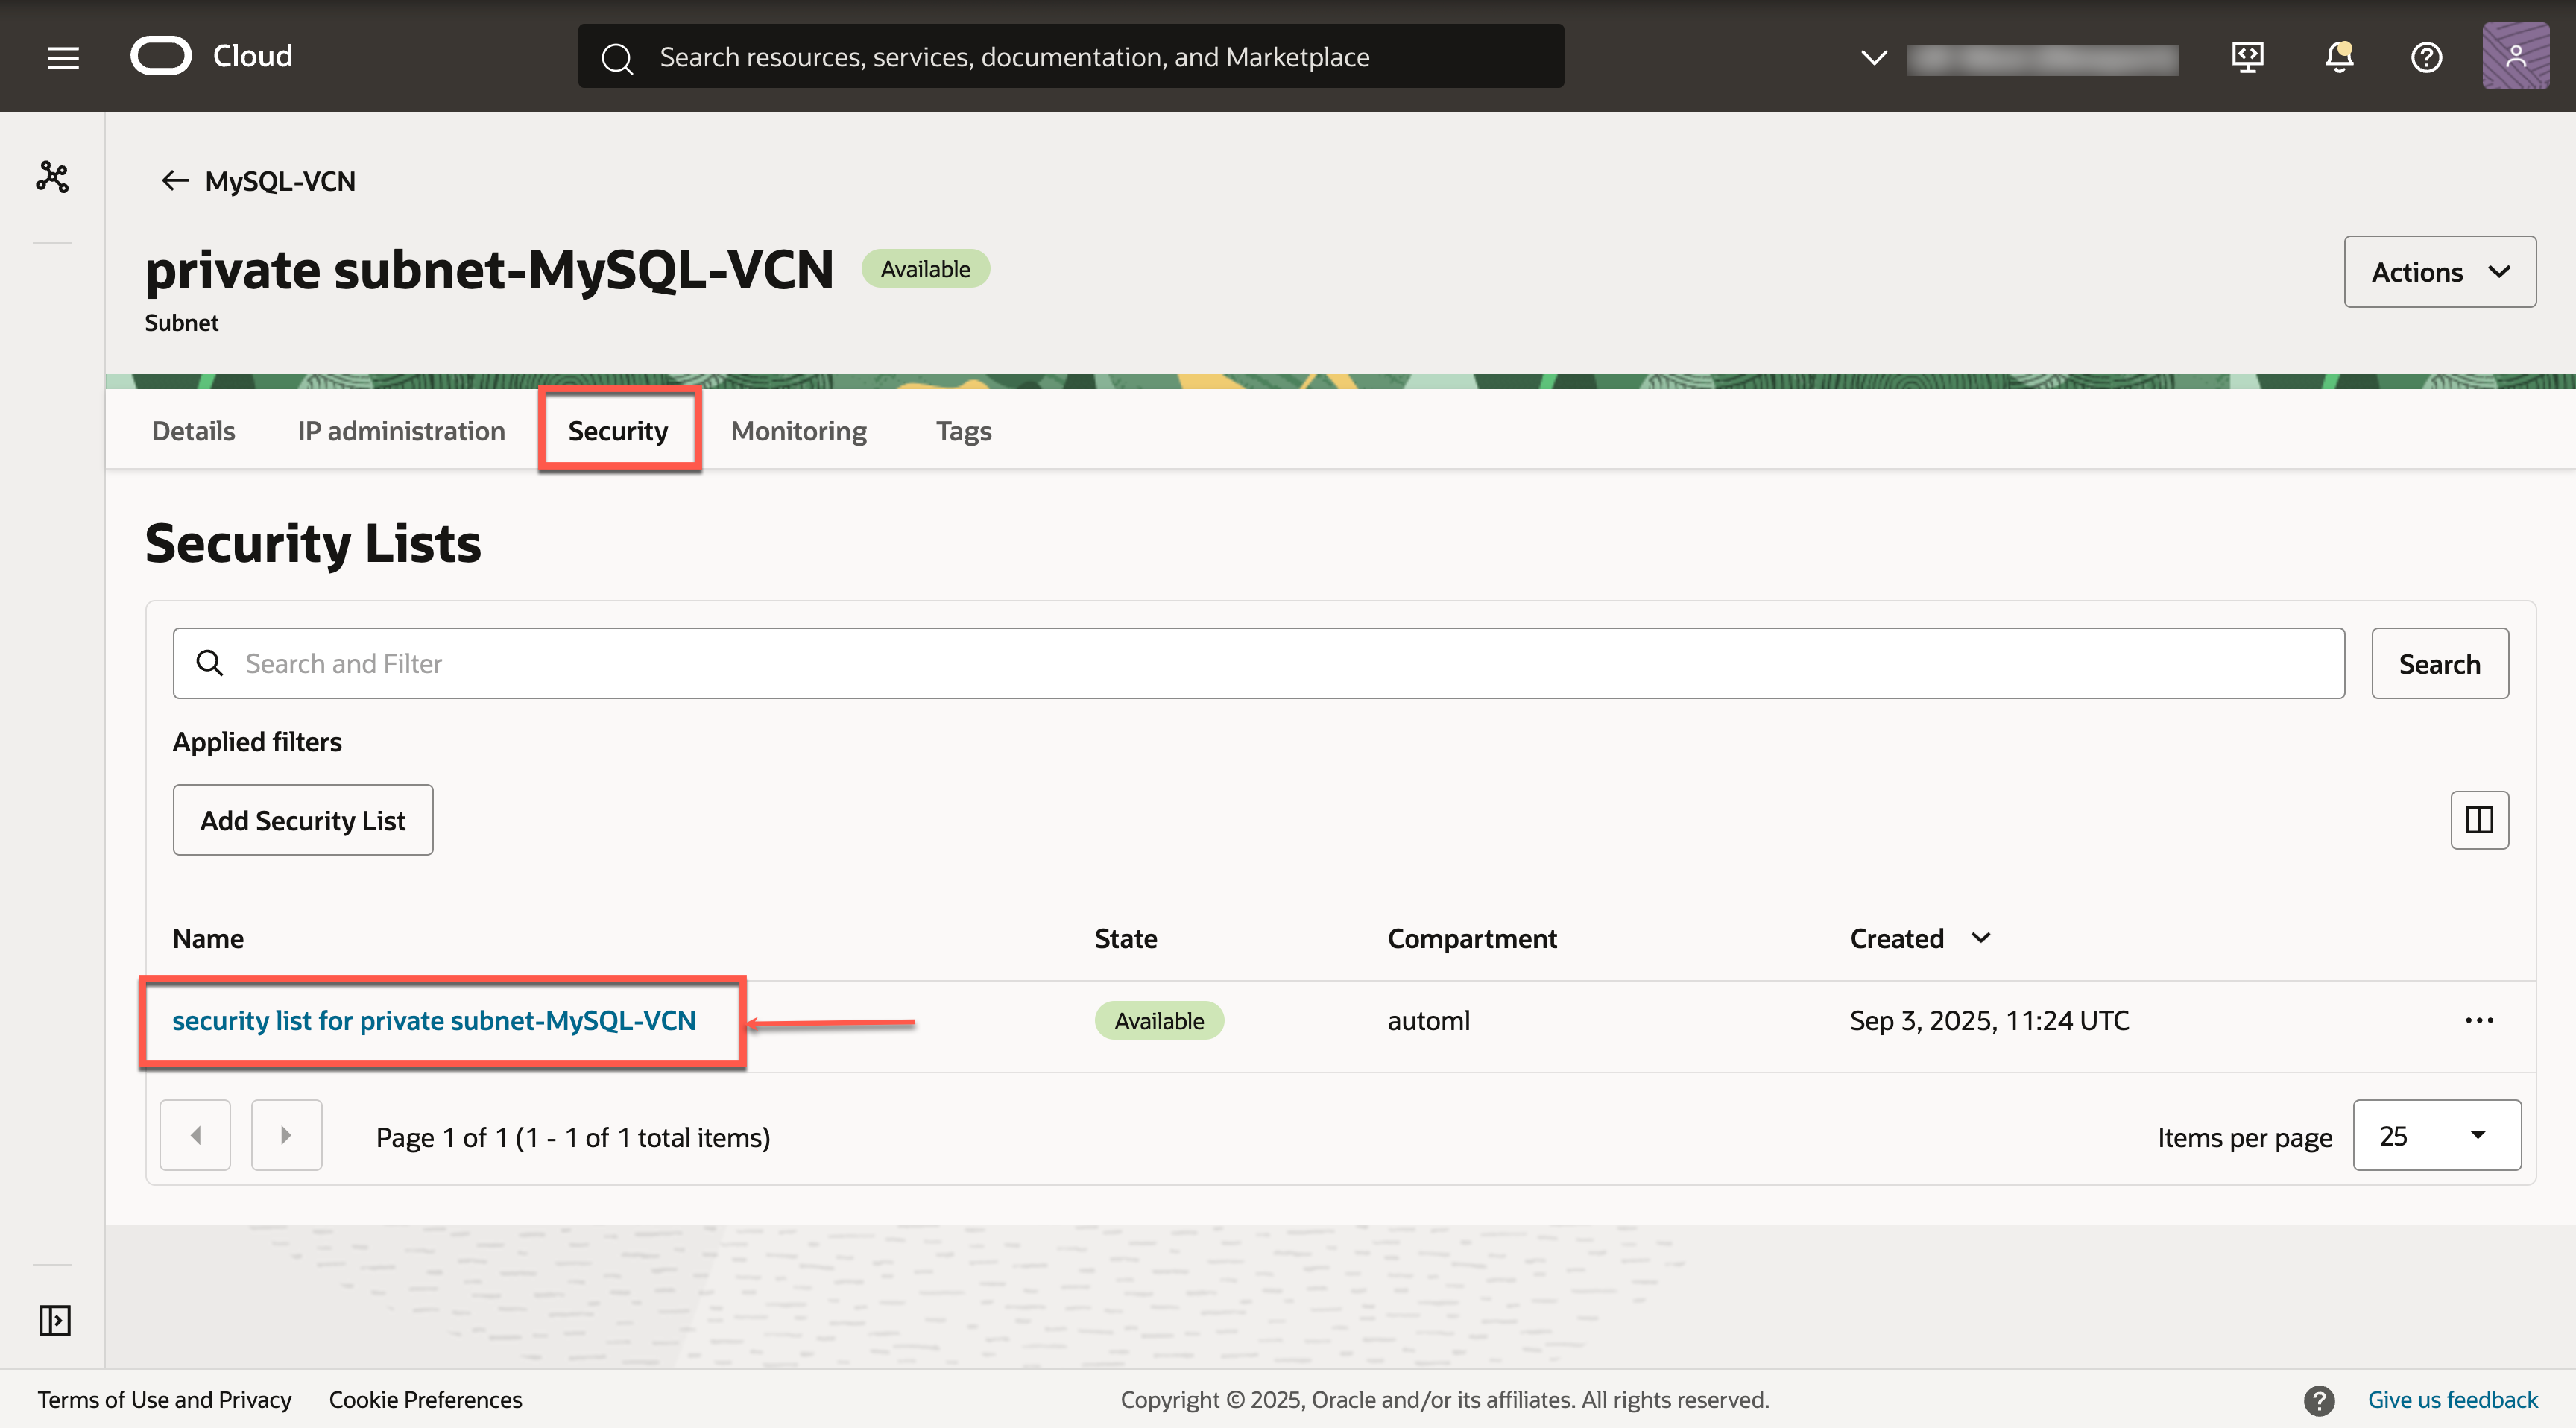 Cloud
Search resources, services, documentation, and Marketplace
MySQL-VCN
private subnet-MySQL-VCN Available
Subnet
Actions
Details IP administration Security Monitoring Tags
Security Lists
Search and Filter Search
Applied filters
Add Security List
Name State Compartment Created
security list for private subnet-MySQL-VCN Available automl Sep 3, 2025, 11:24 UTC
Page 1 of 1 (1 - 1 of 1 total items) Items per page 25
Terms of Use and Privacy Cookie Preferences Copyright © 2025, Oracle and/or its affiliates. All rights reserved. Give us feedback